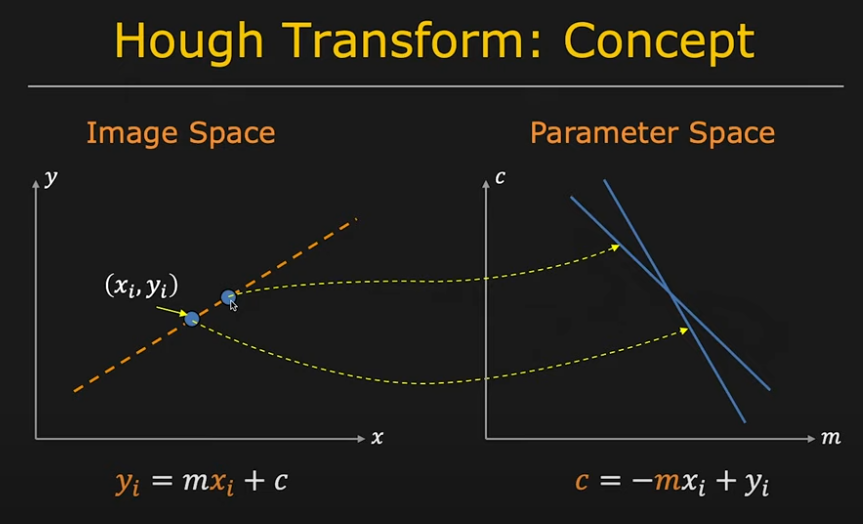 Hough Transform: Concept
Image Space
Parameter Space
y
c
(xᵢ, yᵢ)
x
m
yᵢ = mxᵢ + c
c = −mxᵢ + yᵢ